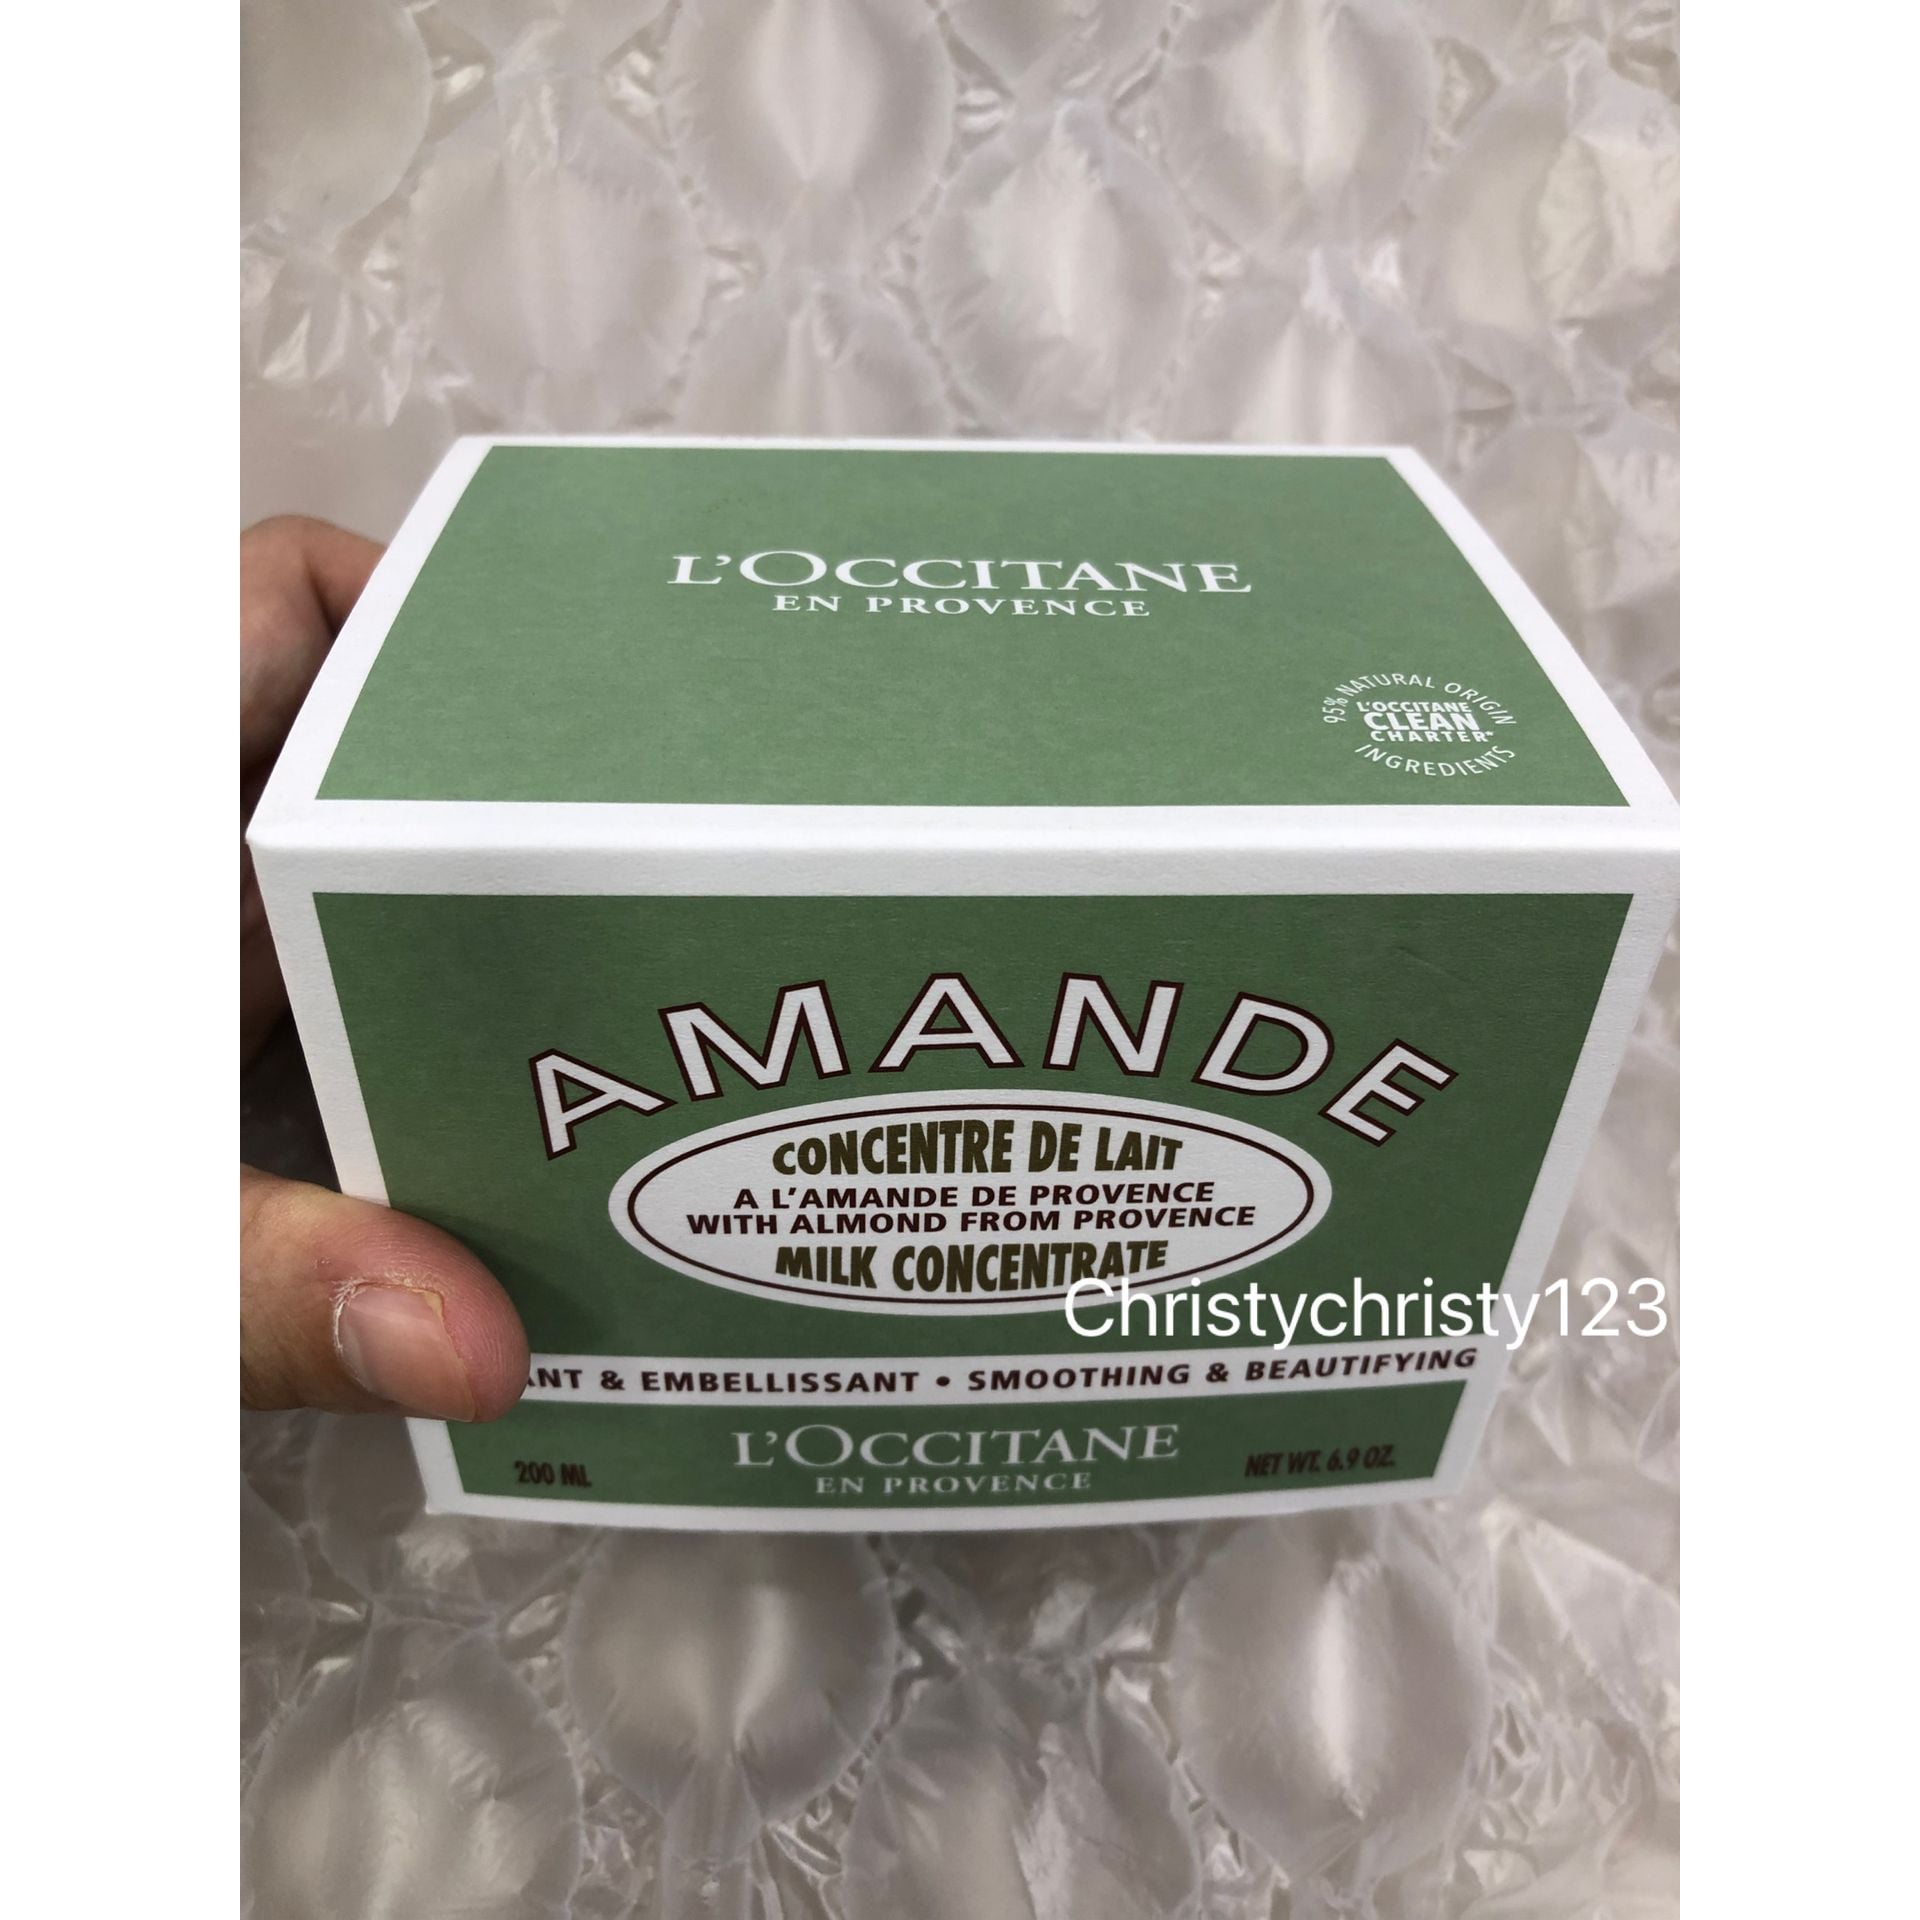 L'OCCITANE
EN PROVENCE
95% NATURAL ORIGIN
L'OCCITANE
CLEAN
CHARTER*
INGREDIENTS
AMANDE
CONCENTRE DE LAIT
A L'AMANDE DE PROVENCE
WITH ALMOND FROM PROVENCE
MILK CONCENTRATE
Christychristy123
& EMBELLISSANT • SMOOTHING & BEAUTIFYING
L'OCCITANE
EN PROVENCE
200 ML
NET WT. 6.9 OZ.